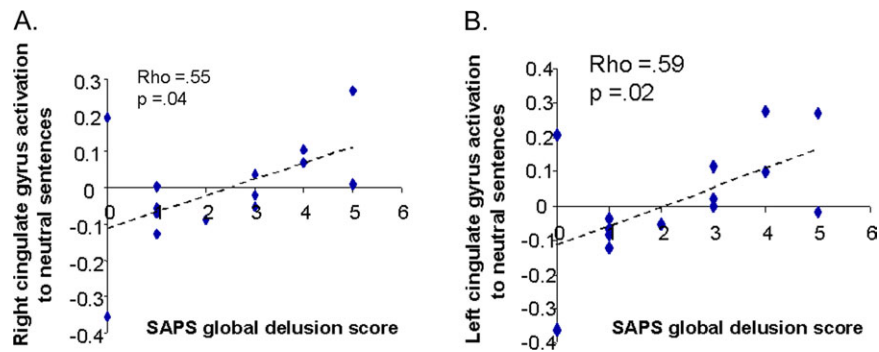 A.
Right cingulate gyrus activation
to neutral sentences
Rho =.55
p =.04
0.3
0.2
0.1
0
-0.1
-0.2
-0.3
-0.4
0 1 2 3 4 5 6
SAPS global delusion score
B.
Left cingulate gyrus activation
to neutral sentences
Rho =.59
p =.02
0.4
0.3
0.2
0.1
0
-0.1
-0.2
-0.3
-0.4
0 1 2 3 4 5 6
SAPS global delusion score